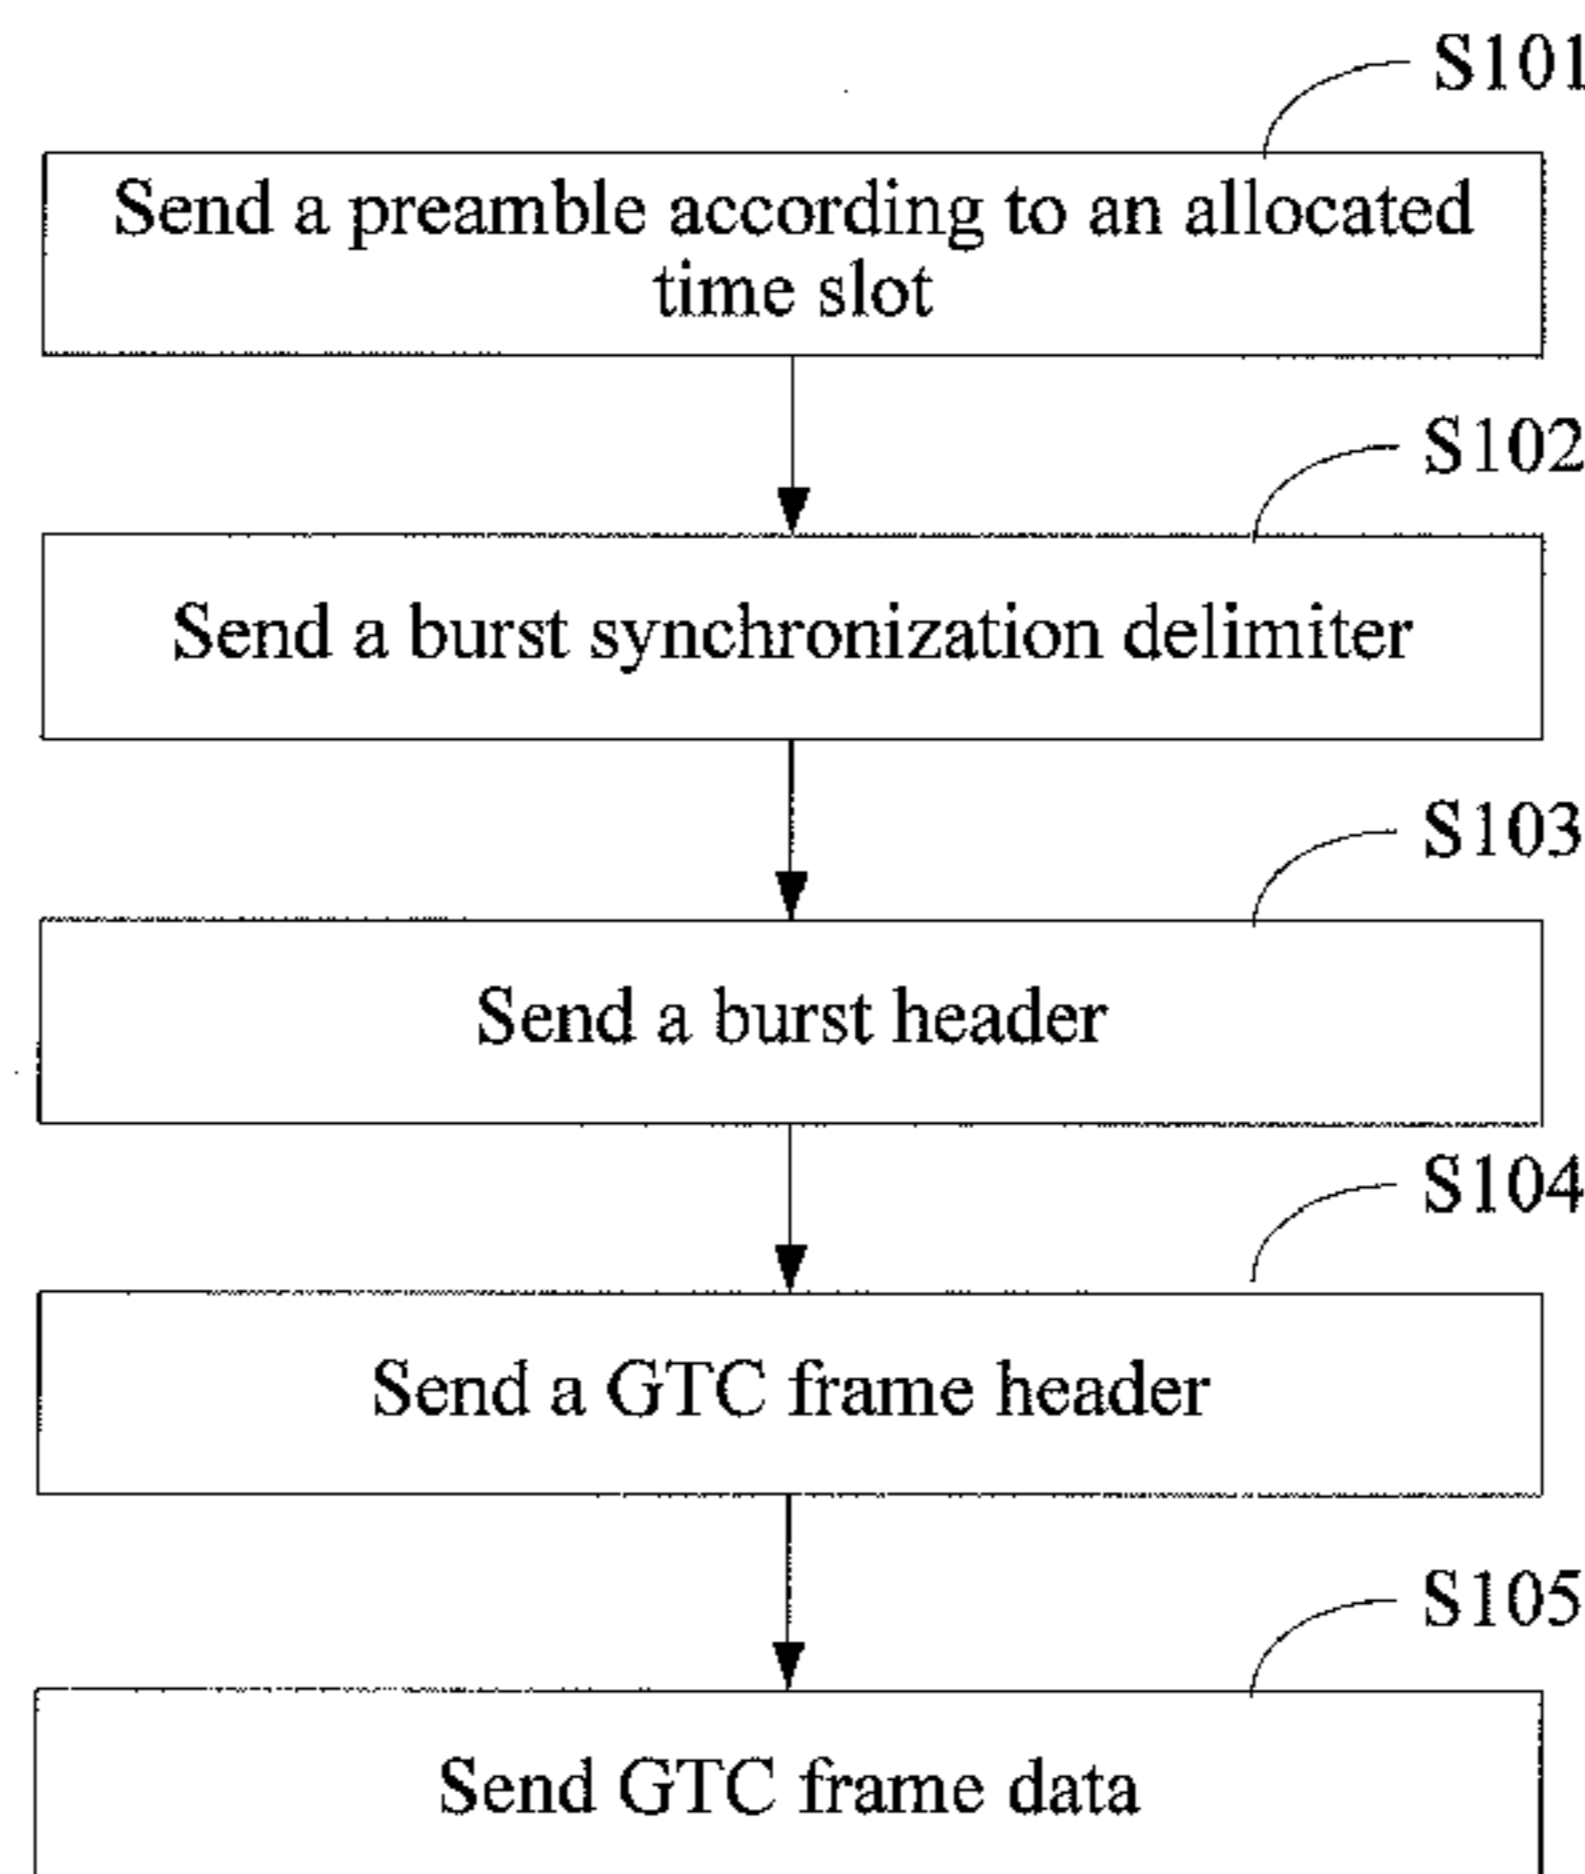 S101
Send a preamble according to an allocated
time slot
S102
Send a burst synchronization delimiter
S103
Send a burst header
S104
Send a GTC frame header
S105
Send GTC frame data